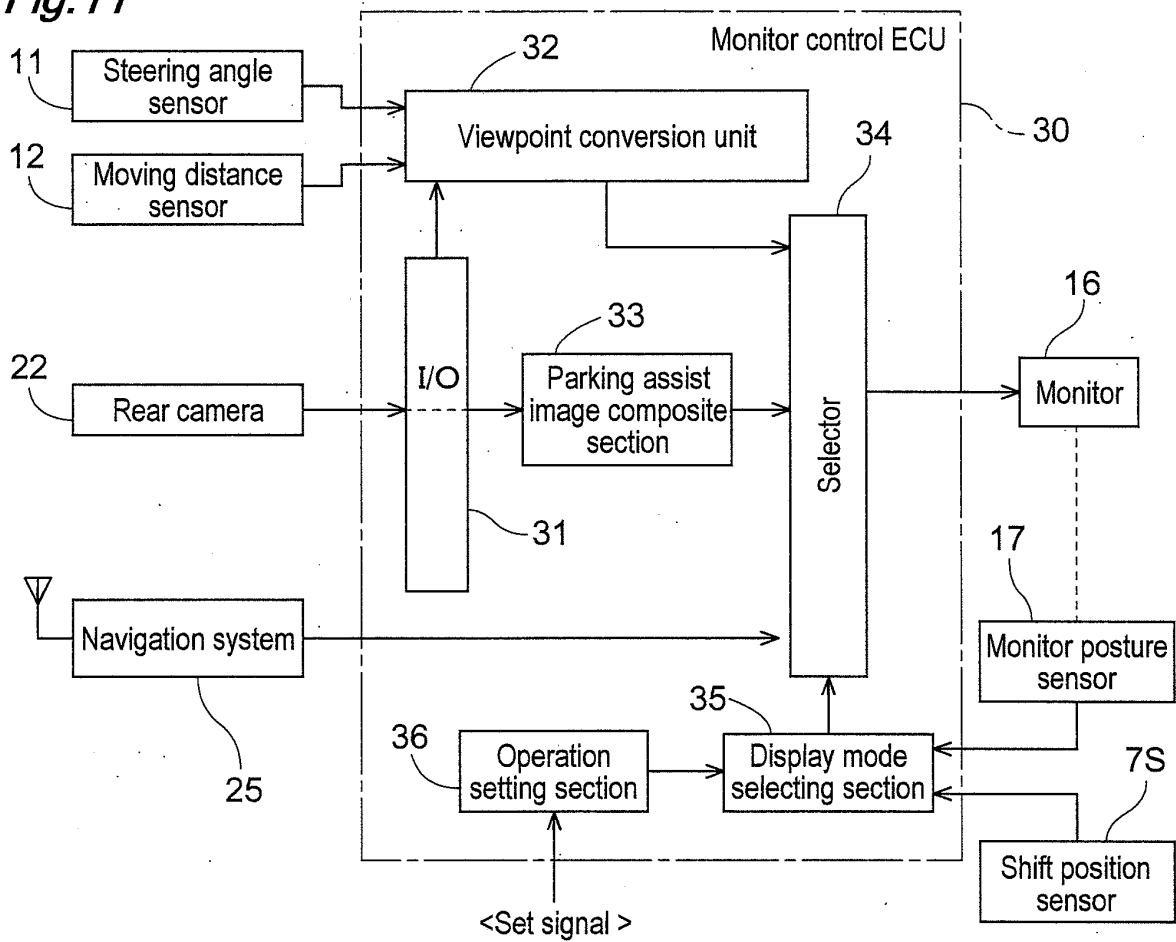 Fig. 11
Monitor control ECU
30
11
Steering angle
sensor
12
Moving distance
sensor
32
Viewpoint conversion unit
34
Selector
22
Rear camera
I/O
31
33
Parking assist
image composite
section
16
Monitor
17
Monitor posture
sensor
Navigation system
25
36
Operation
setting section
35
Display mode
selecting section
7S
Shift position
sensor
<Set signal >